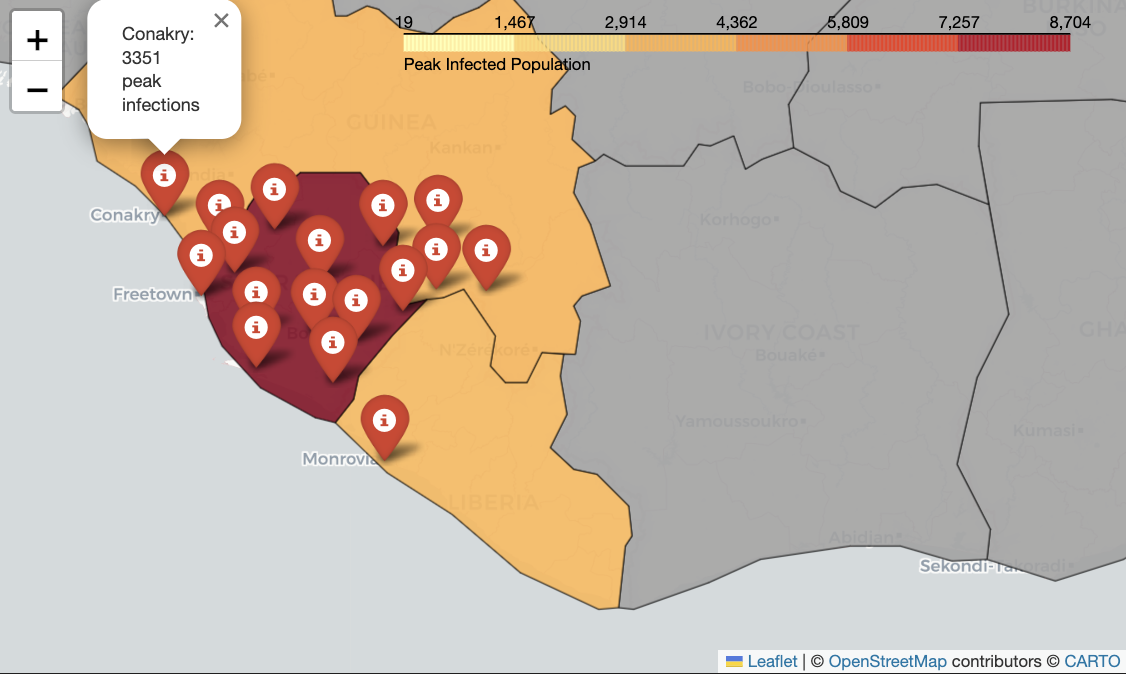 +
−
×
Conakry:
3351
peak
infections
19 1,467 2,914 4,362 5,809 7,257 8,704
Peak Infected Population
BURKINA
Bobo-Dioulasso
GUINEA
Kankan
Conakry
Korhogo
Freetown
IVORY COAST
GHA
N'Zérékoré
Bouaké
Bo
Yamoussoukro
Kumasi
Monrovia
LIBERIA
Abidjan
Sekondi-Takoradi
Leaflet | © OpenStreetMap contributors © CARTO